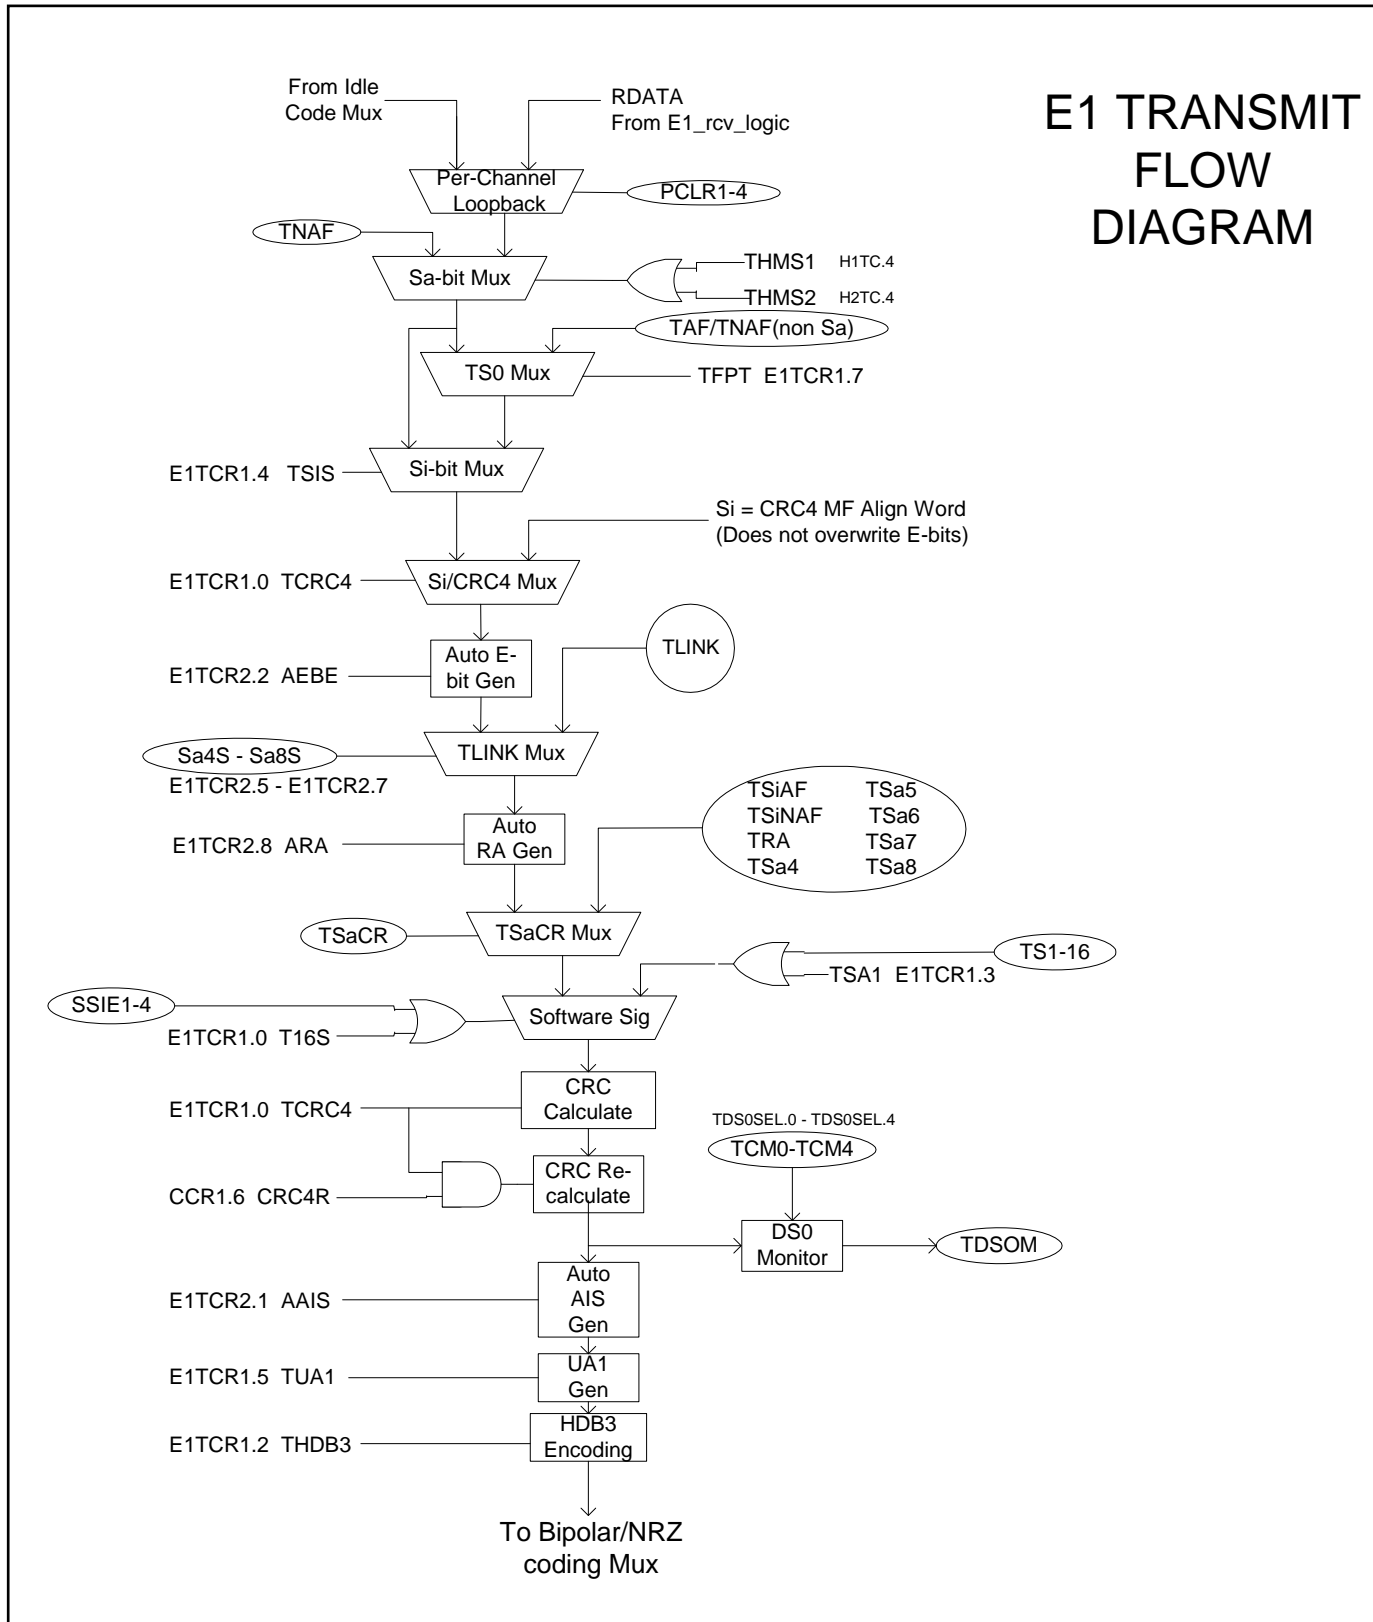 E1 TRANSMIT
FLOW
DIAGRAM
From Idle
Code Mux
RDATA
From E1_rcv_logic
Per-Channel
Loopback
PCLR1-4
TNAF
Sa-bit Mux
THMS1 H1TC.4
THMS2 H2TC.4
TAF/TNAF(non Sa)
TS0 Mux
TFPT E1TCR1.7
E1TCR1.4 TSIS
Si-bit Mux
Si = CRC4 MF Align Word
(Does not overwrite E-bits)
E1TCR1.0 TCRC4
Si/CRC4 Mux
TLINK
E1TCR2.2 AEBE
Auto E-
bit Gen
Sa4S - Sa8S
E1TCR2.5 - E1TCR2.7
TLINK Mux
TSiAF TSa5
TSiNAF TSa6
TRA TSa7
TSa4 TSa8
E1TCR2.8 ARA
Auto
RA Gen
TSaCR
TSaCR Mux
TS1-16
TSA1 E1TCR1.3
SSIE1-4
E1TCR1.0 T16S
Software Sig
E1TCR1.0 TCRC4
CRC
Calculate
TDS0SEL.0 - TDS0SEL.4
TCM0-TCM4
CCR1.6 CRC4R
CRC Re-
calculate
DS0
Monitor
TDSOM
E1TCR2.1 AAIS
Auto
AIS
Gen
E1TCR1.5 TUA1
UA1
Gen
E1TCR1.2 THDB3
HDB3
Encoding
To Bipolar/NRZ
coding Mux